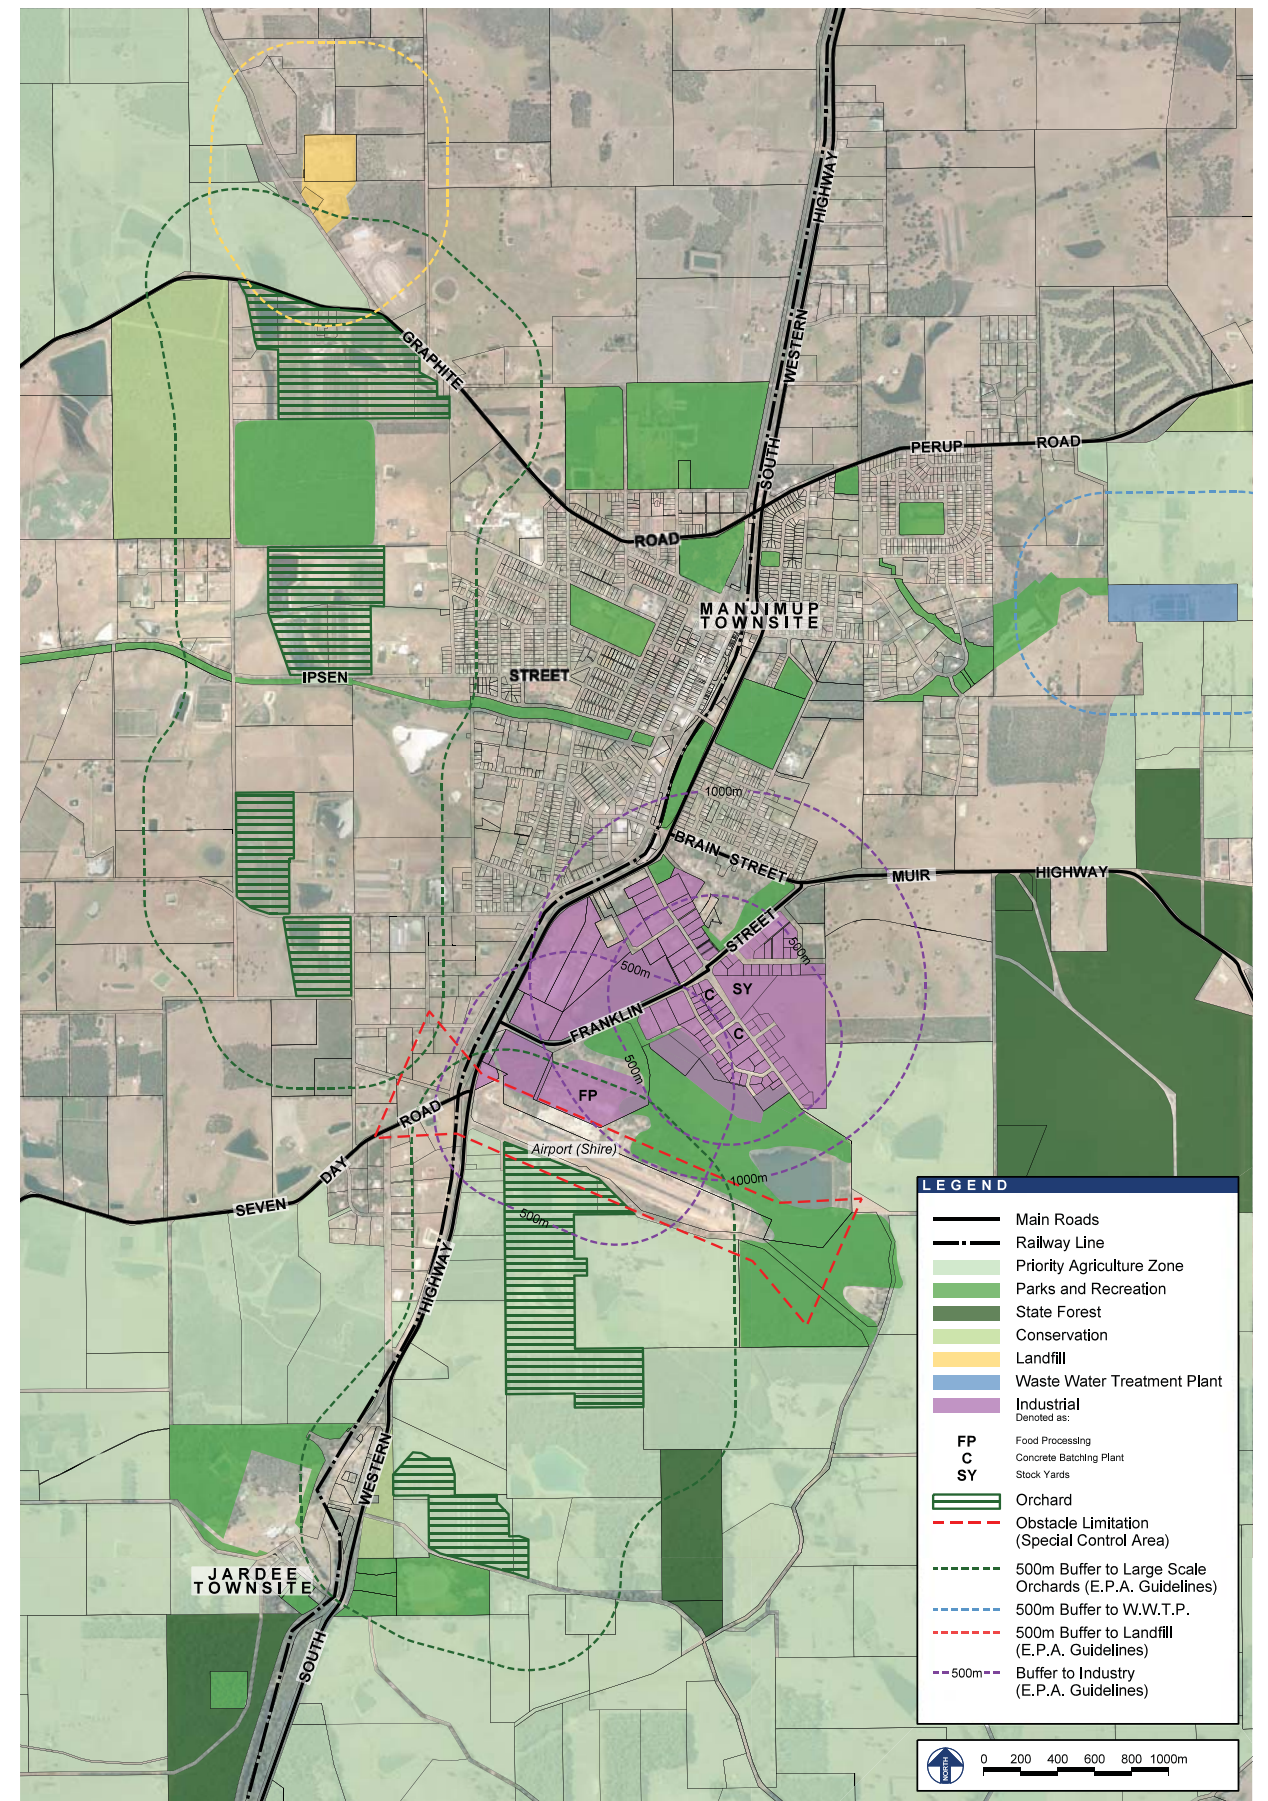 HIGHWAY
WESTERN
SOUTH
GRAPHITE
ROAD
PERUP
ROAD
MANJIMUP
TOWNSITE
IPSEN
STREET
1000m
BRAIN STREET
MUIR
HIGHWAY
STREET
500m
500m
SY
C
FRANKLIN
C
500m
FP
ROAD
Airport (Shire)
DAY
1000m
SEVEN
500m
HIGHWAY
WESTERN
JARDEE
TOWNSITE
SOUTH
LEGEND
Main Roads
Railway Line
Priority Agriculture Zone
Parks and Recreation
State Forest
Conservation
Landfill
Waste Water Treatment Plant
Industrial
Denoted as:
FP Food Processing
C Concrete Batching Plant
SY Stock Yards
Orchard
Obstacle Limitation
(Special Control Area)
500m Buffer to Large Scale
Orchards (E.P.A. Guidelines)
500m Buffer to W.W.T.P.
500m Buffer to Landfill
(E.P.A. Guidelines)
500m Buffer to Industry
(E.P.A. Guidelines)
NORTH
0 200 400 600 800 1000m